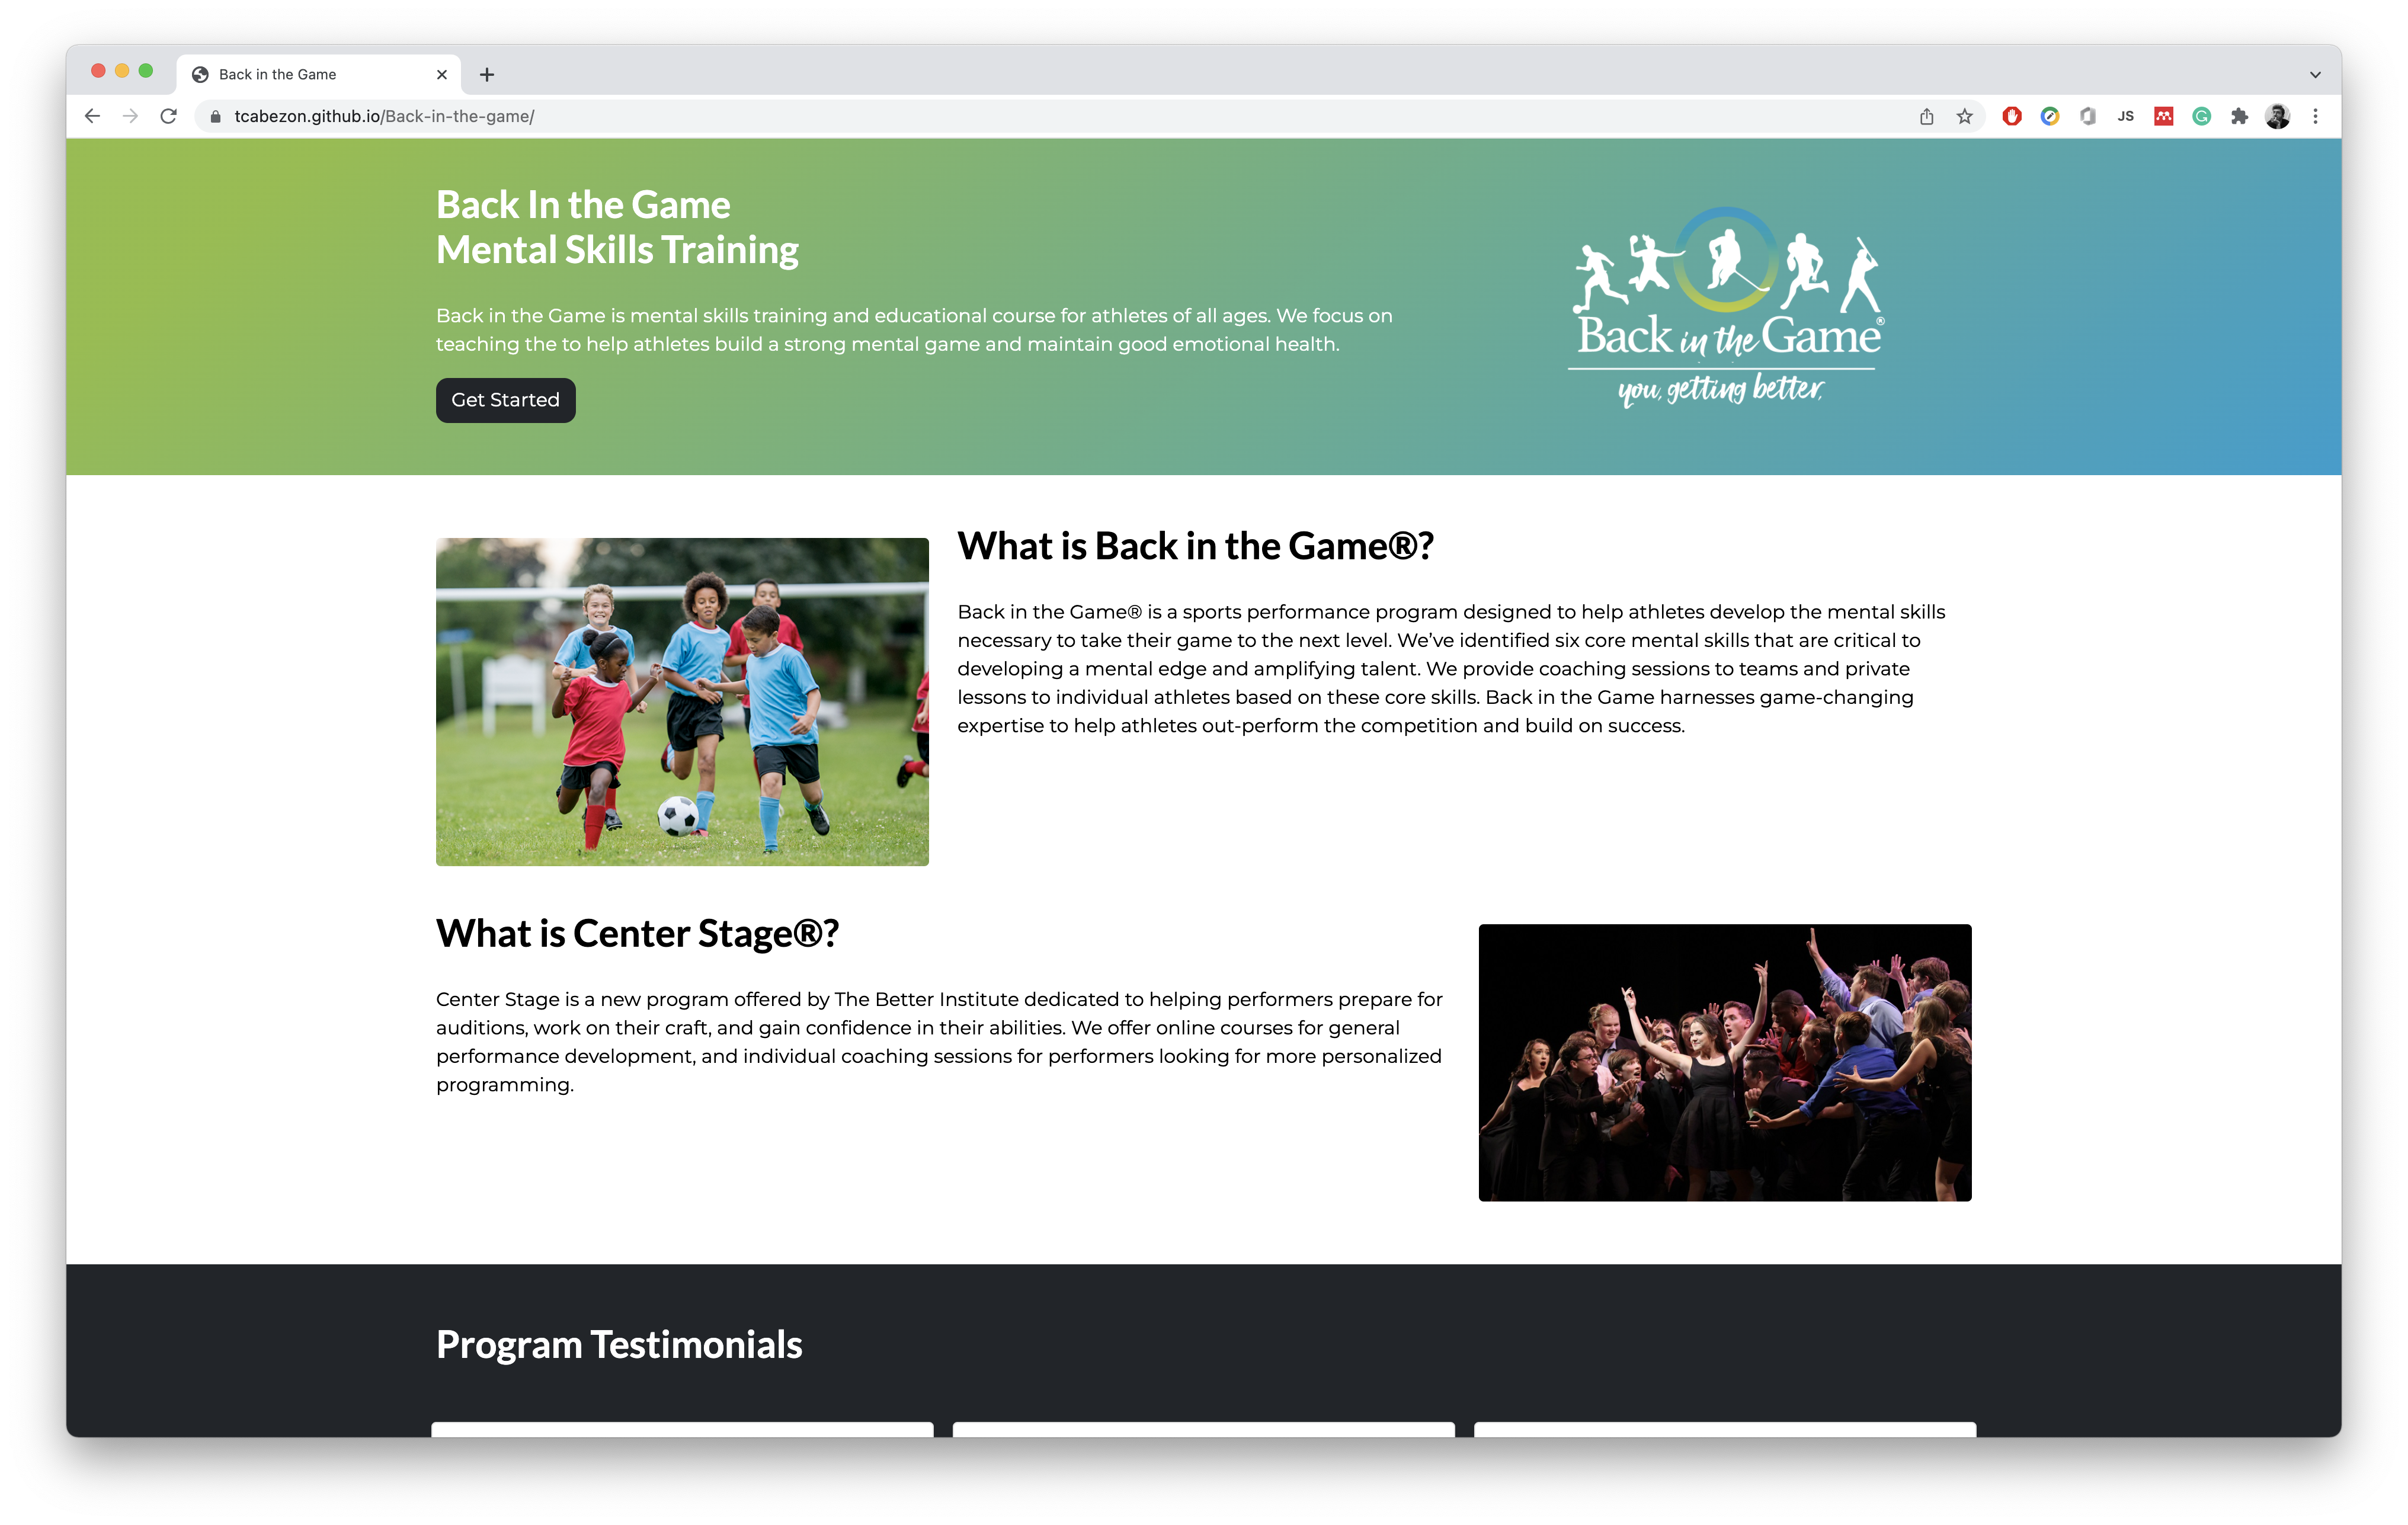 Back in the Game
tcabezon.github.io/Back-in-the-game/
JS
Back In the Game
Mental Skills Training
Back in the Game is mental skills training and educational course for athletes of all ages. We focus on
teaching the to help athletes build a strong mental game and maintain good emotional health.
Get Started
Back in the Game®
you, getting better.
What is Back in the Game®?
Back in the Game® is a sports performance program designed to help athletes develop the mental skills
necessary to take their game to the next level. We’ve identified six core mental skills that are critical to
developing a mental edge and amplifying talent. We provide coaching sessions to teams and private
lessons to individual athletes based on these core skills. Back in the Game harnesses game-changing
expertise to help athletes out-perform the competition and build on success.
What is Center Stage®?
Center Stage is a new program offered by The Better Institute dedicated to helping performers prepare for
auditions, work on their craft, and gain confidence in their abilities. We offer online courses for general
performance development, and individual coaching sessions for performers looking for more personalized
programming.
Program Testimonials